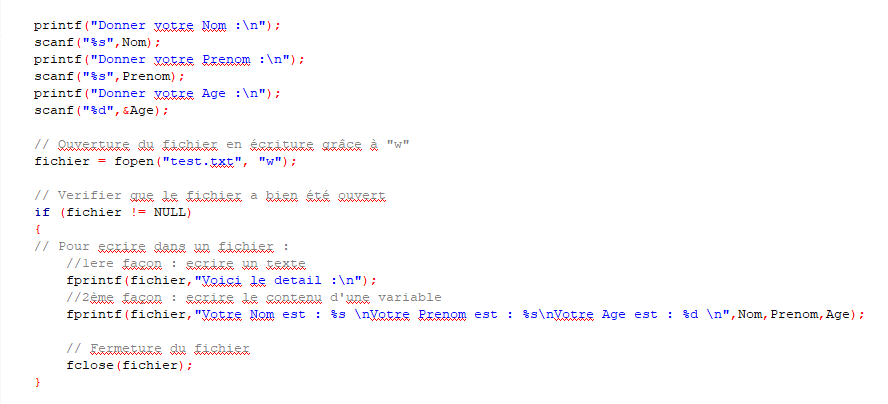 printf("Donner votre Nom :\n");
scanf("%s",Nom);
printf("Donner votre Prenom :\n");
scanf("%s",Prenom);
printf("Donner votre Age :\n");
scanf("%d",&Age);
// Ouverture du fichier en écriture grâce à "w"
fichier = fopen("test.txt", "w");
// Verifier que le fichier a bien été ouvert
if (fichier != NULL)
{
// Pour ecrire dans un fichier :
//1ere façon : ecrire un texte
fprintf(fichier,"Voici le detail :\n");
//2ème façon : ecrire le contenu d'une variable
fprintf(fichier,"Votre Nom est : %s \nVotre Prenom est : %s\nVotre Age est : %d \n",Nom,Prenom,Age);
// Fermeture du fichier
fclose(fichier);
}